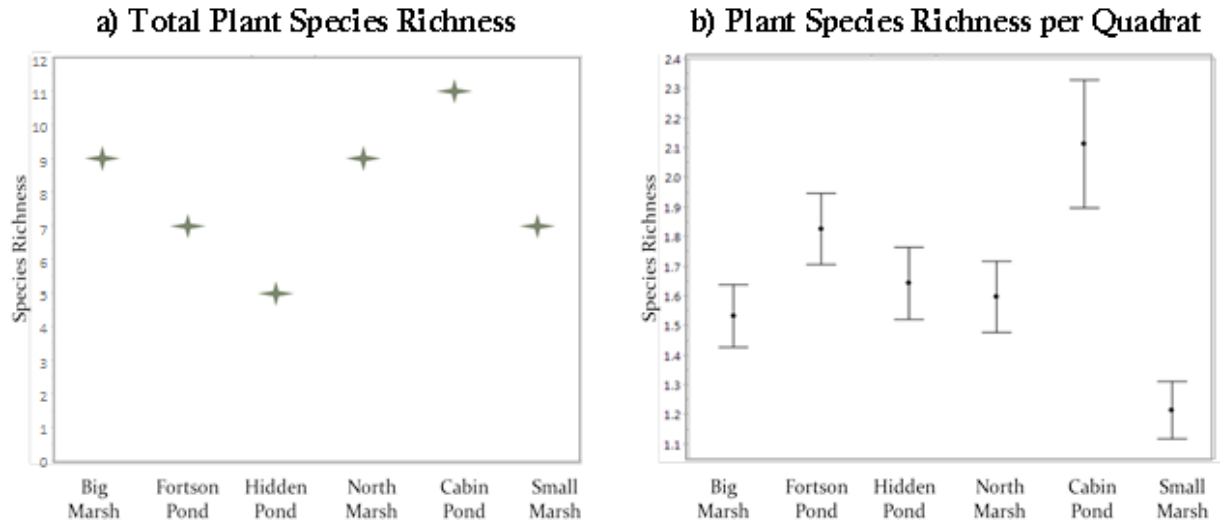 a) Total Plant Species Richness
12
11
10
9
8
7
6
5
4
3
2
1
0
Species Richness
Big Marsh
Fortson Pond
Hidden Pond
North Marsh
Cabin Pond
Small Marsh
b) Plant Species Richness per Quadrat
2.4
2.3
2.2
2.1
2.0
1.9
1.8
1.7
1.6
1.5
1.4
1.3
1.2
1.1
Species Richness
Big Marsh
Fortson Pond
Hidden Pond
North Marsh
Cabin Pond
Small Marsh